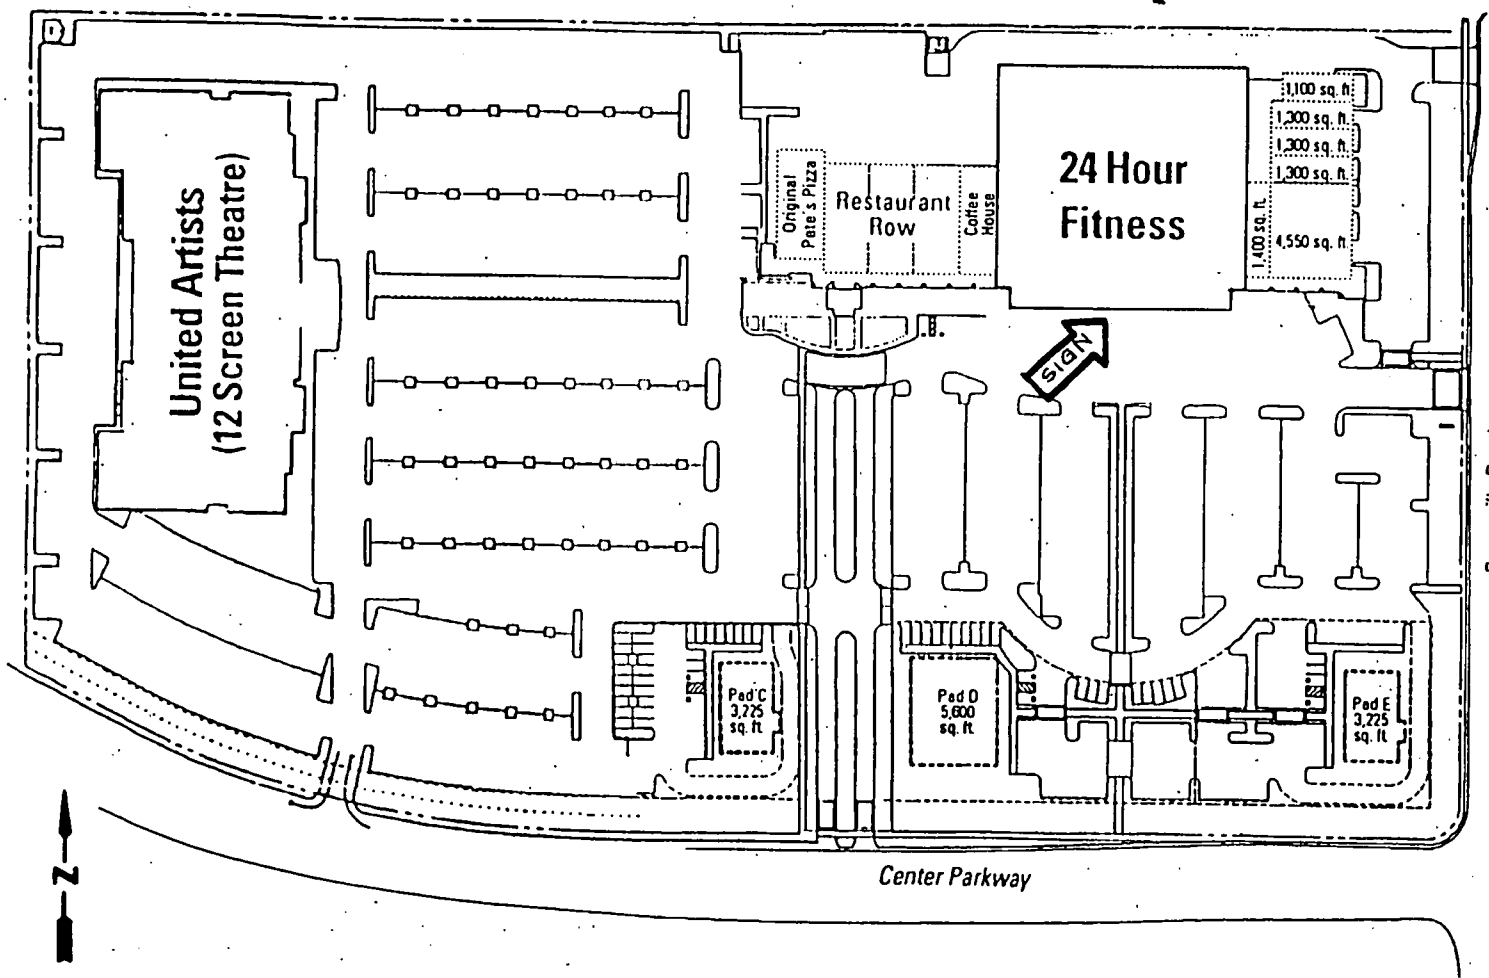 United Artists
(12 Screen Theatre)
Original
Pete's Pizza
Restaurant
Row
Coffee
House
24 Hour
Fitness
1,100 sq. ft
1,300 sq. ft.
1,300 sq. ft.
1,300 sq. ft.
1,400 sq. ft.
4,550 sq. ft.
SIGN
Pad C
3,225
sq. ft.
Pad D
5,600
sq. ft.
Pad E
3,225
sq. ft.
Center Parkway
N